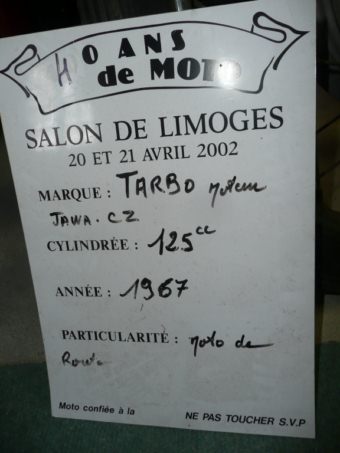 40 ANS
de MOTO
SALON DE LIMOGES
20 ET 21 AVRIL 2002
MARQUE : TARBO Moteur
JAWA. CZ
CYLINDRÉE : 125cc
ANNÉE : 1967
PARTICULARITÉ : Moto de
Route
Moto confiée à la
NE PAS TOUCHER S.V.P